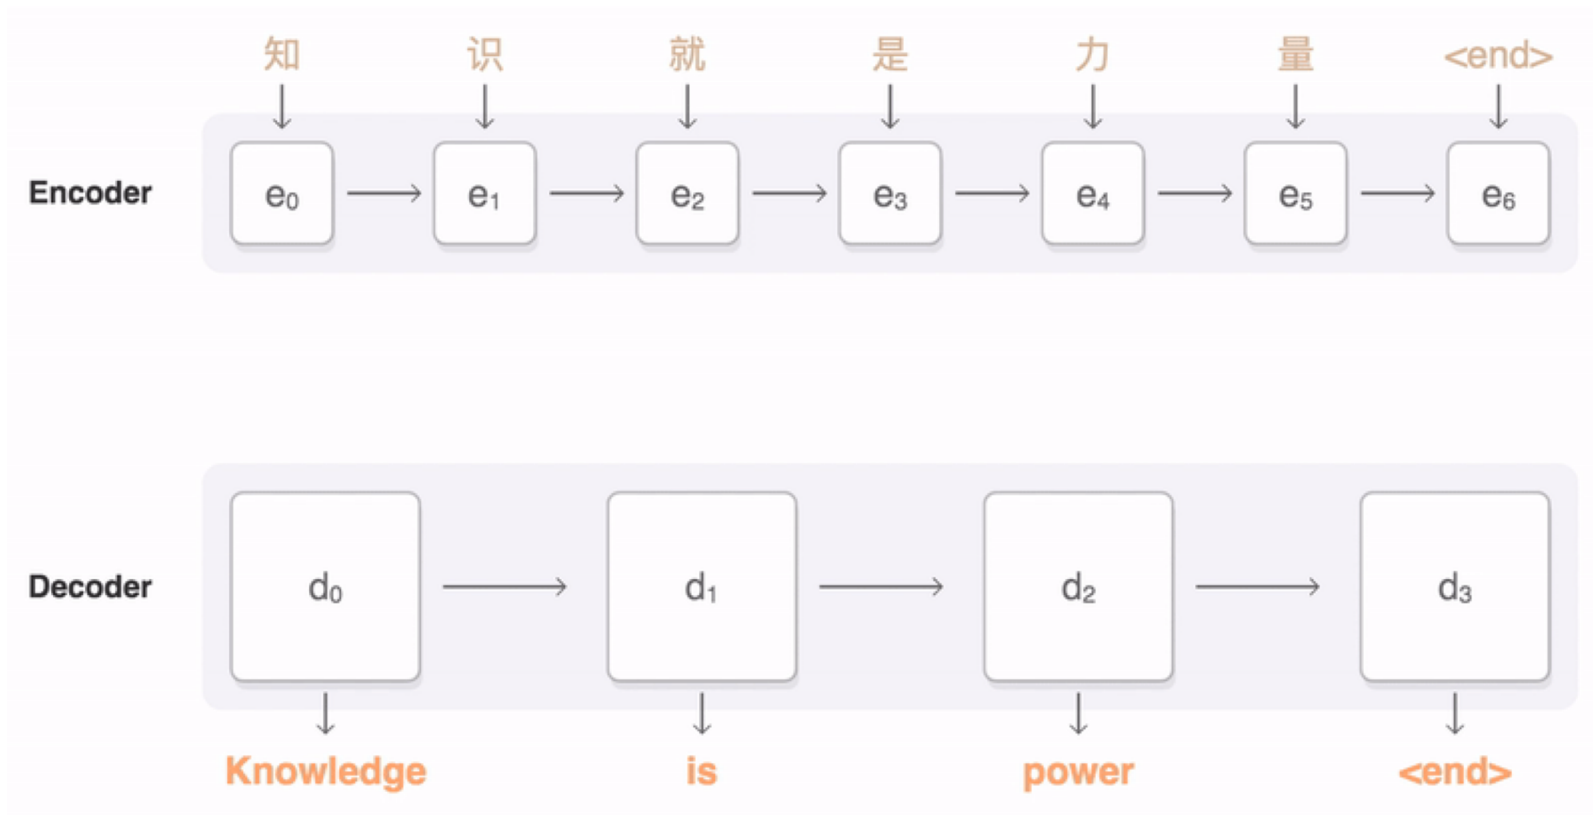 知 识 就 是 力 量 <end>
Encoder e₀ e₁ e₂ e₃ e₄ e₅ e₆
Decoder d₀ d₁ d₂ d₃
Knowledge is power <end>